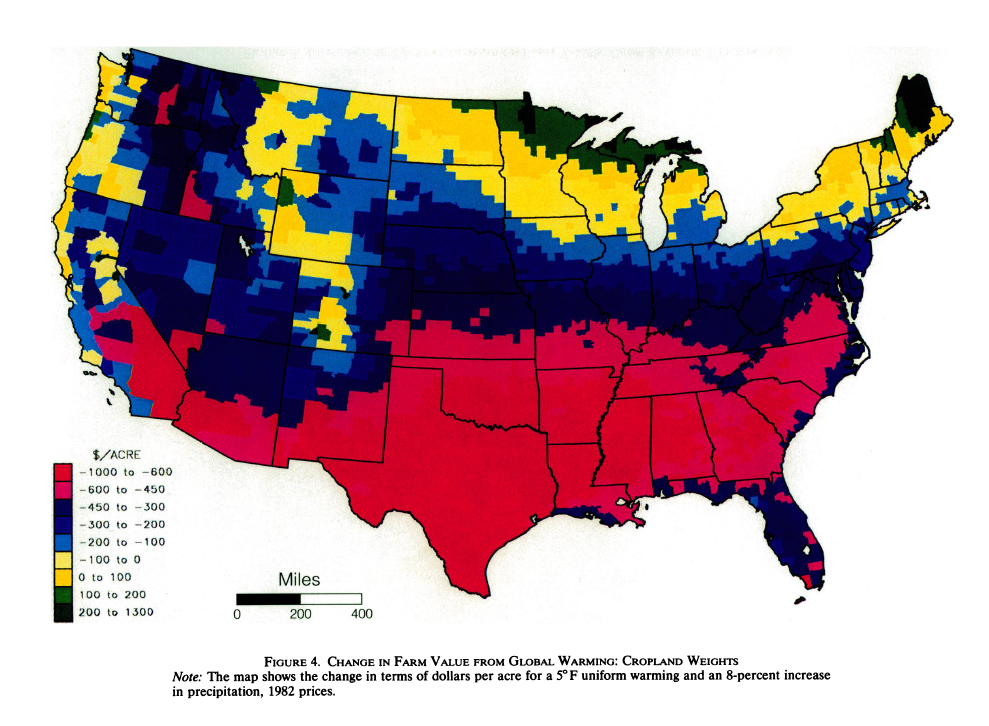 $/ACRE
-1000 to -600
-600 to -450
-450 to -300
-300 to -200
-200 to -100
-100 to 0
0 to 100
100 to 200
200 to 1300
Miles
0 200 400
FIGURE 4. CHANGE IN FARM VALUE FROM GLOBAL WARMING: CROPLAND WEIGHTS
Note: The map shows the change in terms of dollars per acre for a 5° F uniform warming and an 8-percent increase
in precipitation, 1982 prices.